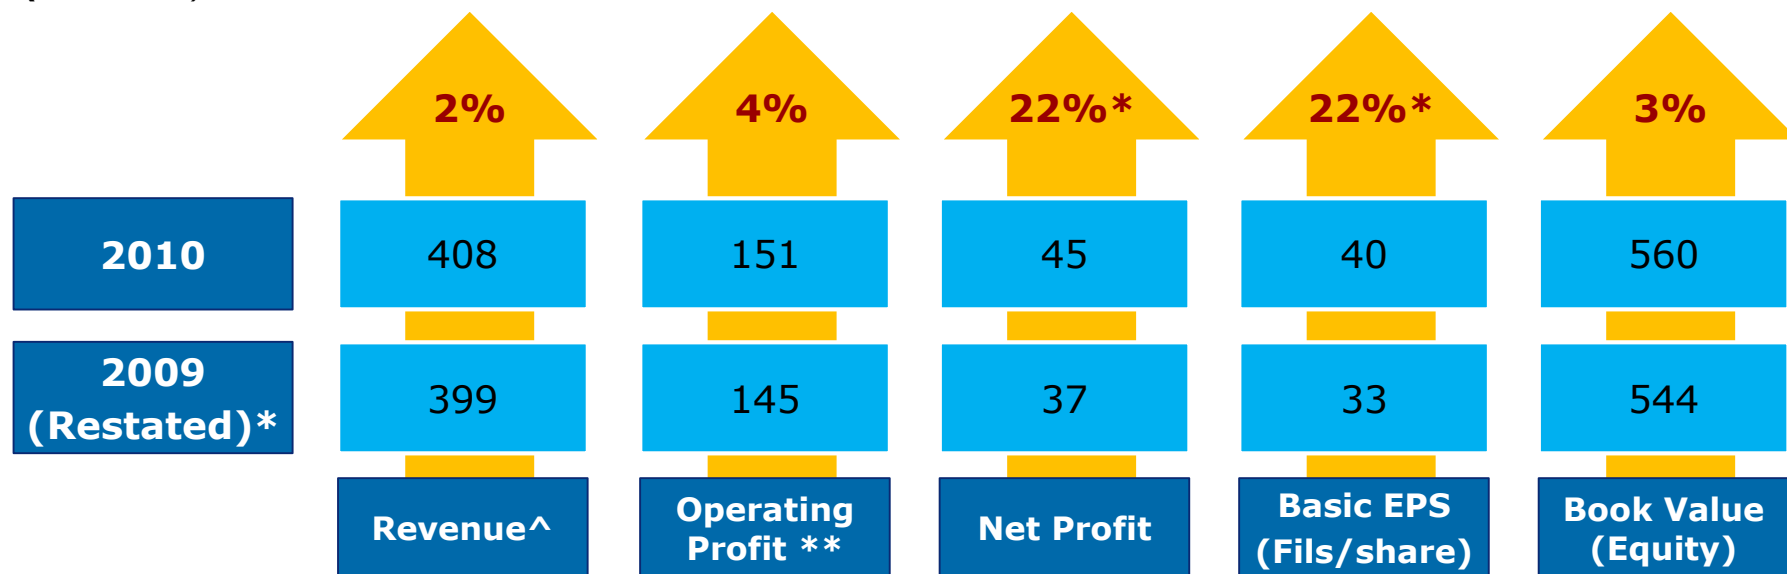 2% 4% 22%* 22%* 3%
2010 408 151 45 40 560
2009
(Restated)* 399 145 37 33 544
Revenue^
Operating
Profit **
Net Profit
Basic EPS
(Fils/share)
Book Value
(Equity)